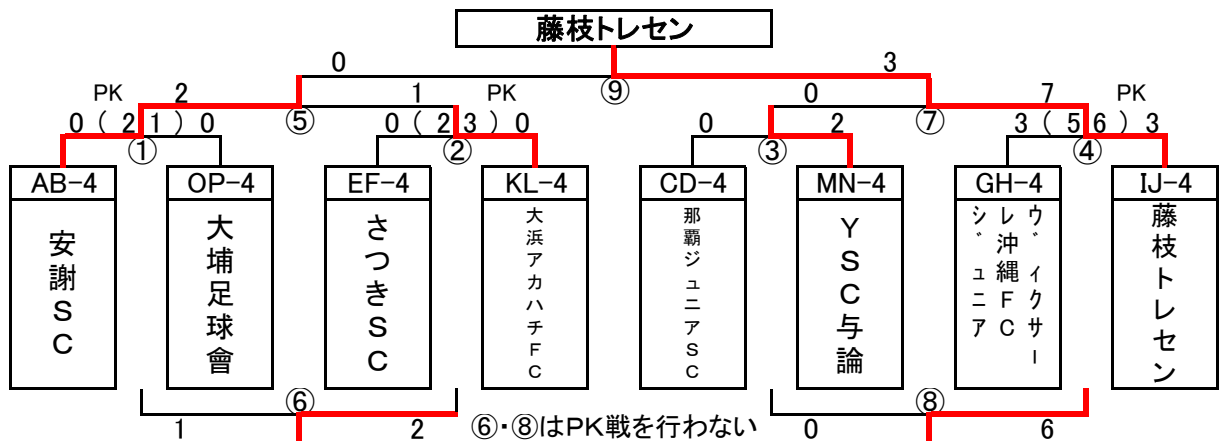 藤枝トレセン
0 3
⑨
PK 2 1 PK 0 7 PK
⑤ ⑦
0 ( 2 1 ) 0 0 ( 2 3 ) 0 0 2 3 ( 5 6 ) 3
① ② ③ ④
AB-4 OP-4 EF-4 KL-4 CD-4 MN-4 GH-4 IJ-4
安謝SC
大埔足球會
さつきSC
大浜アカハチFC
那覇ジュニアSC
YSC与論
ヴィクサー
レ沖縄FC
ジュニア
藤枝トレセン
⑥ ⑧
1 2 ⑥・⑧はPK戦を行わない 0 6